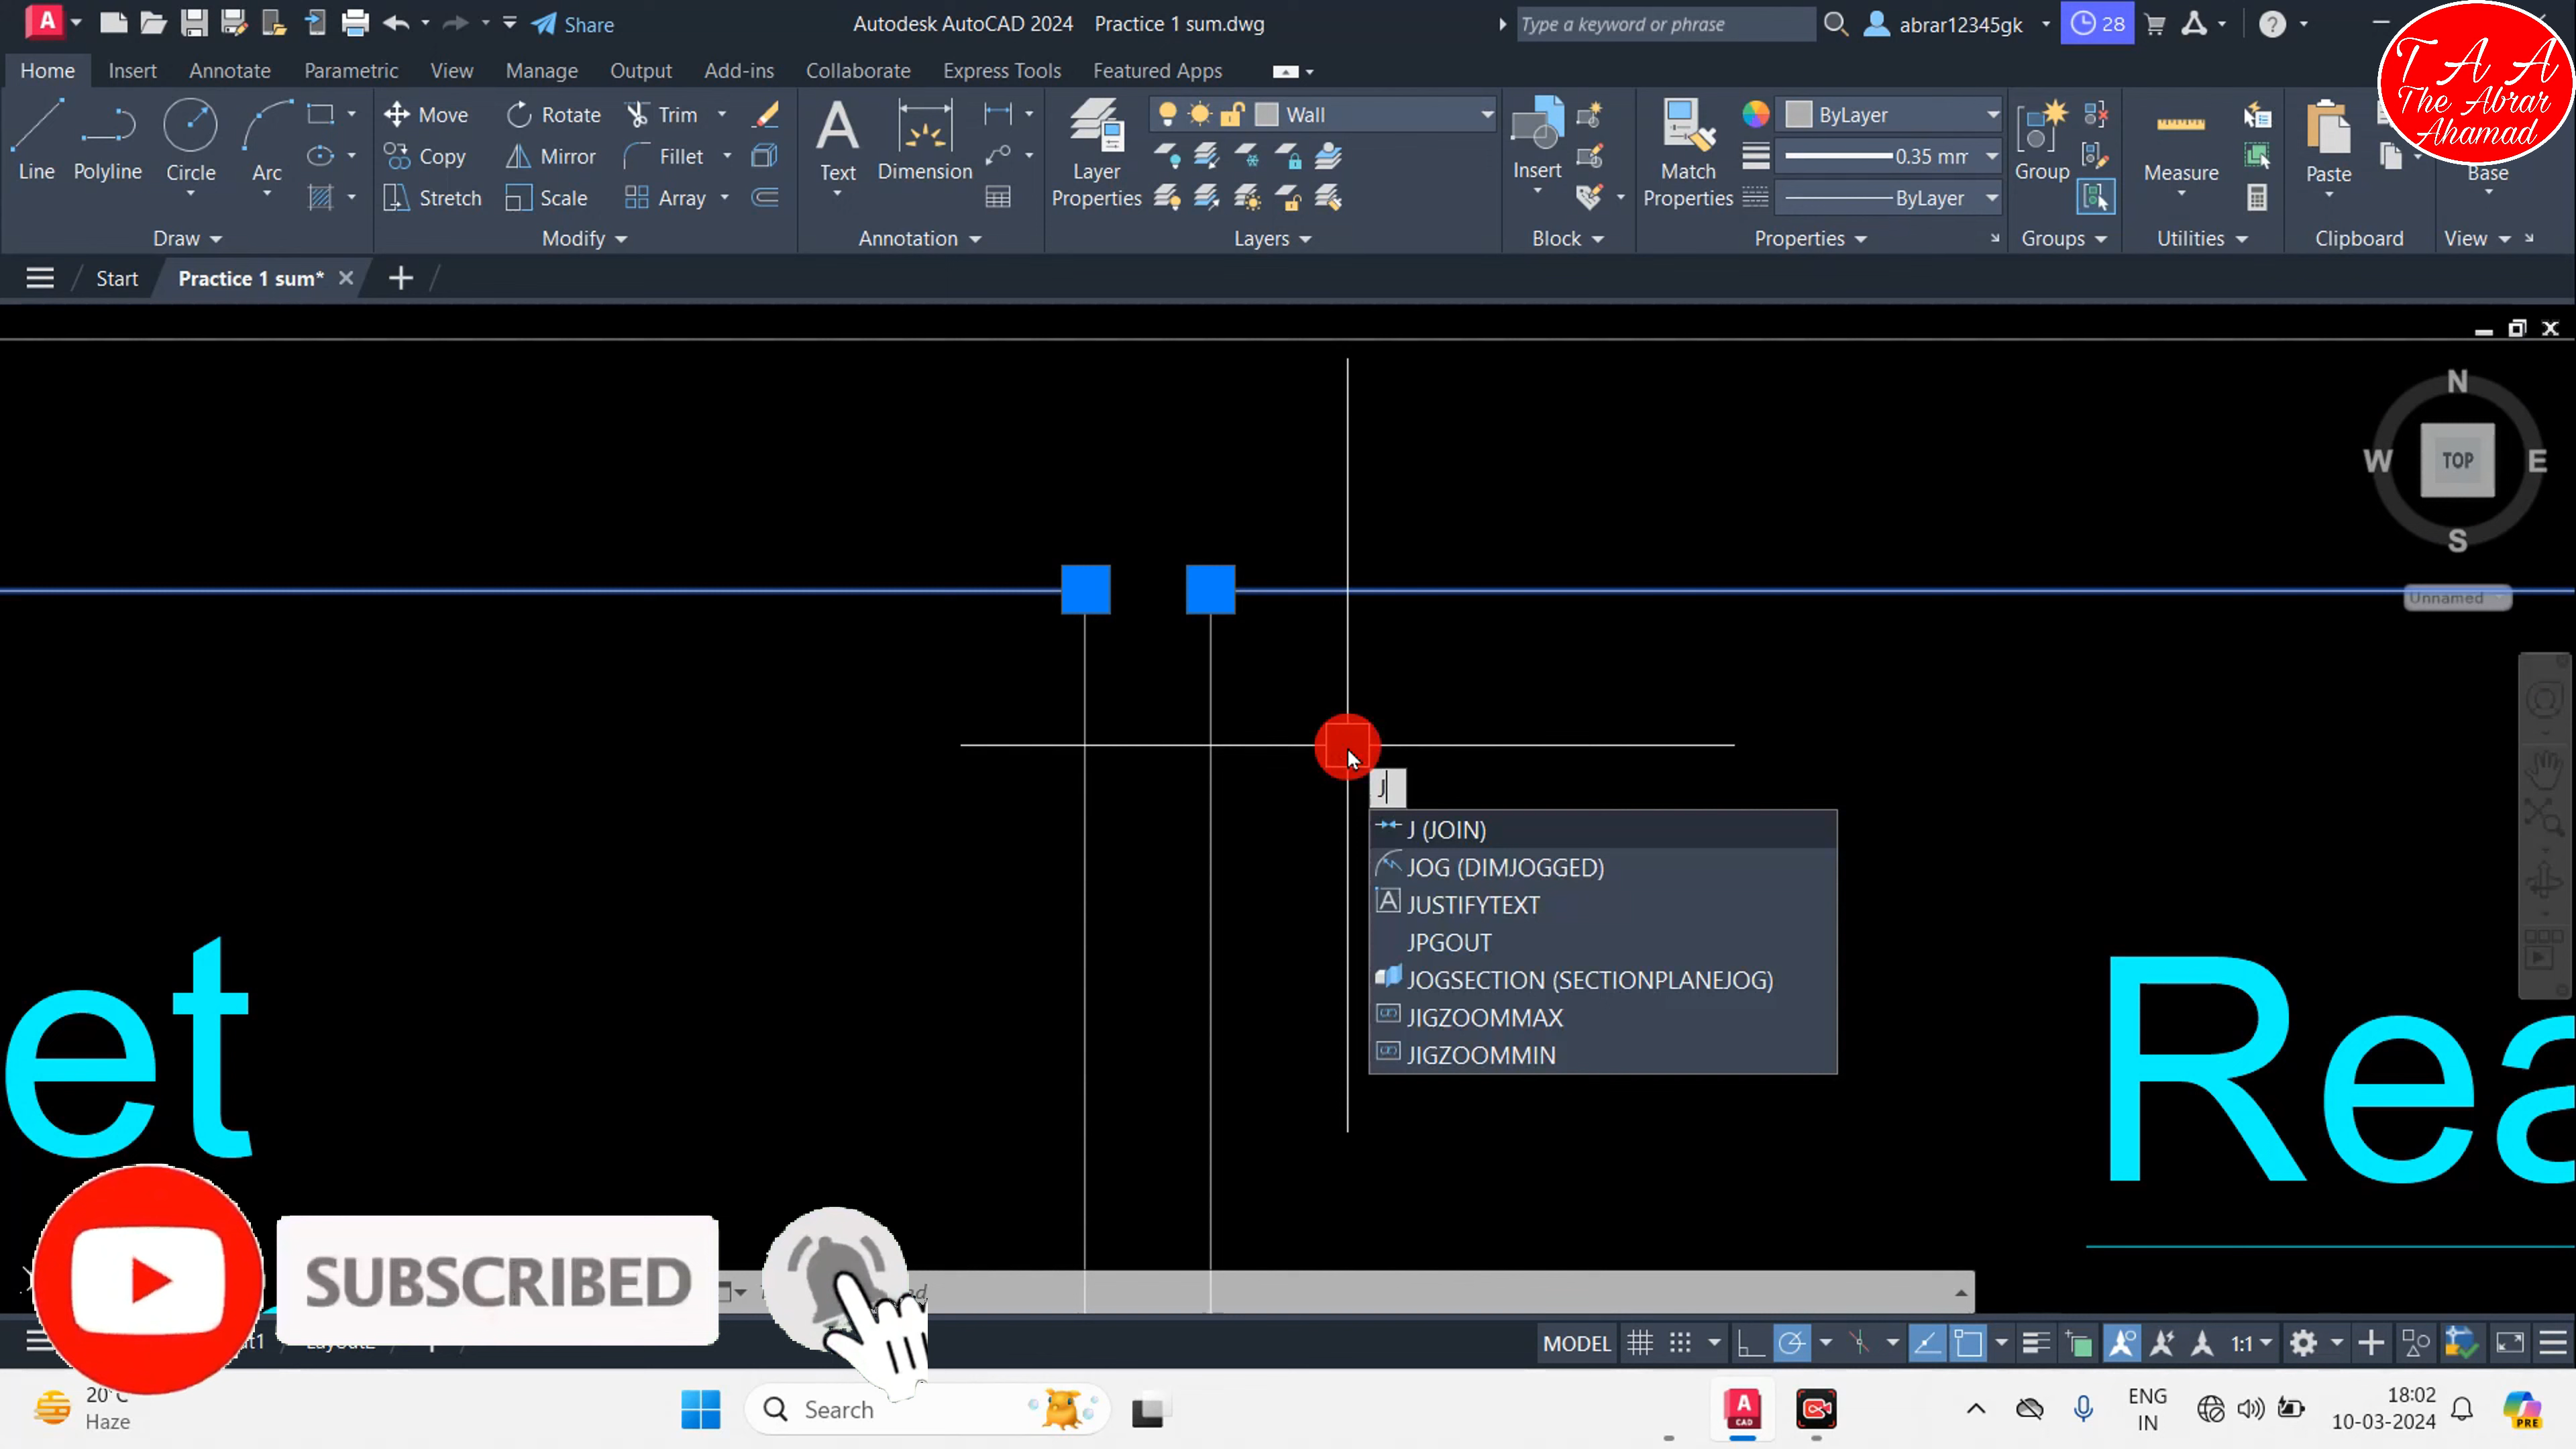 Share
Autodesk AutoCAD 2024 Practice 1 sum.dwg
Type a keyword or phrase
abrar12345gk
28
T A A
The Abrar
Ahamad
Home Insert Annotate Parametric View Manage Output Add-ins Collaborate Express Tools Featured Apps
Line Polyline Circle Arc
Move Rotate Trim
Copy Mirror Fillet
Stretch Scale Array
Text Dimension
Layer
Properties
Wall
Insert
Match
Properties
ByLayer
0.35 mm
ByLayer
Group
Measure
Paste
Base
Draw Modify Annotation Layers Block Properties Groups Utilities Clipboard View
Start Practice 1 sum*
N
W TOP E
S
Unnamed
J
J (JOIN)
JOG (DIMJOGGED)
JUSTIFYTEXT
JPGOUT
JOGSECTION (SECTIONPLANEJOG)
JIGZOOMMAX
JIGZOOMMIN
et
Rea
SUBSCRIBED
MODEL
1:1
20°C
Haze
Search
ENG
IN
18:02
10-03-2024
PRE